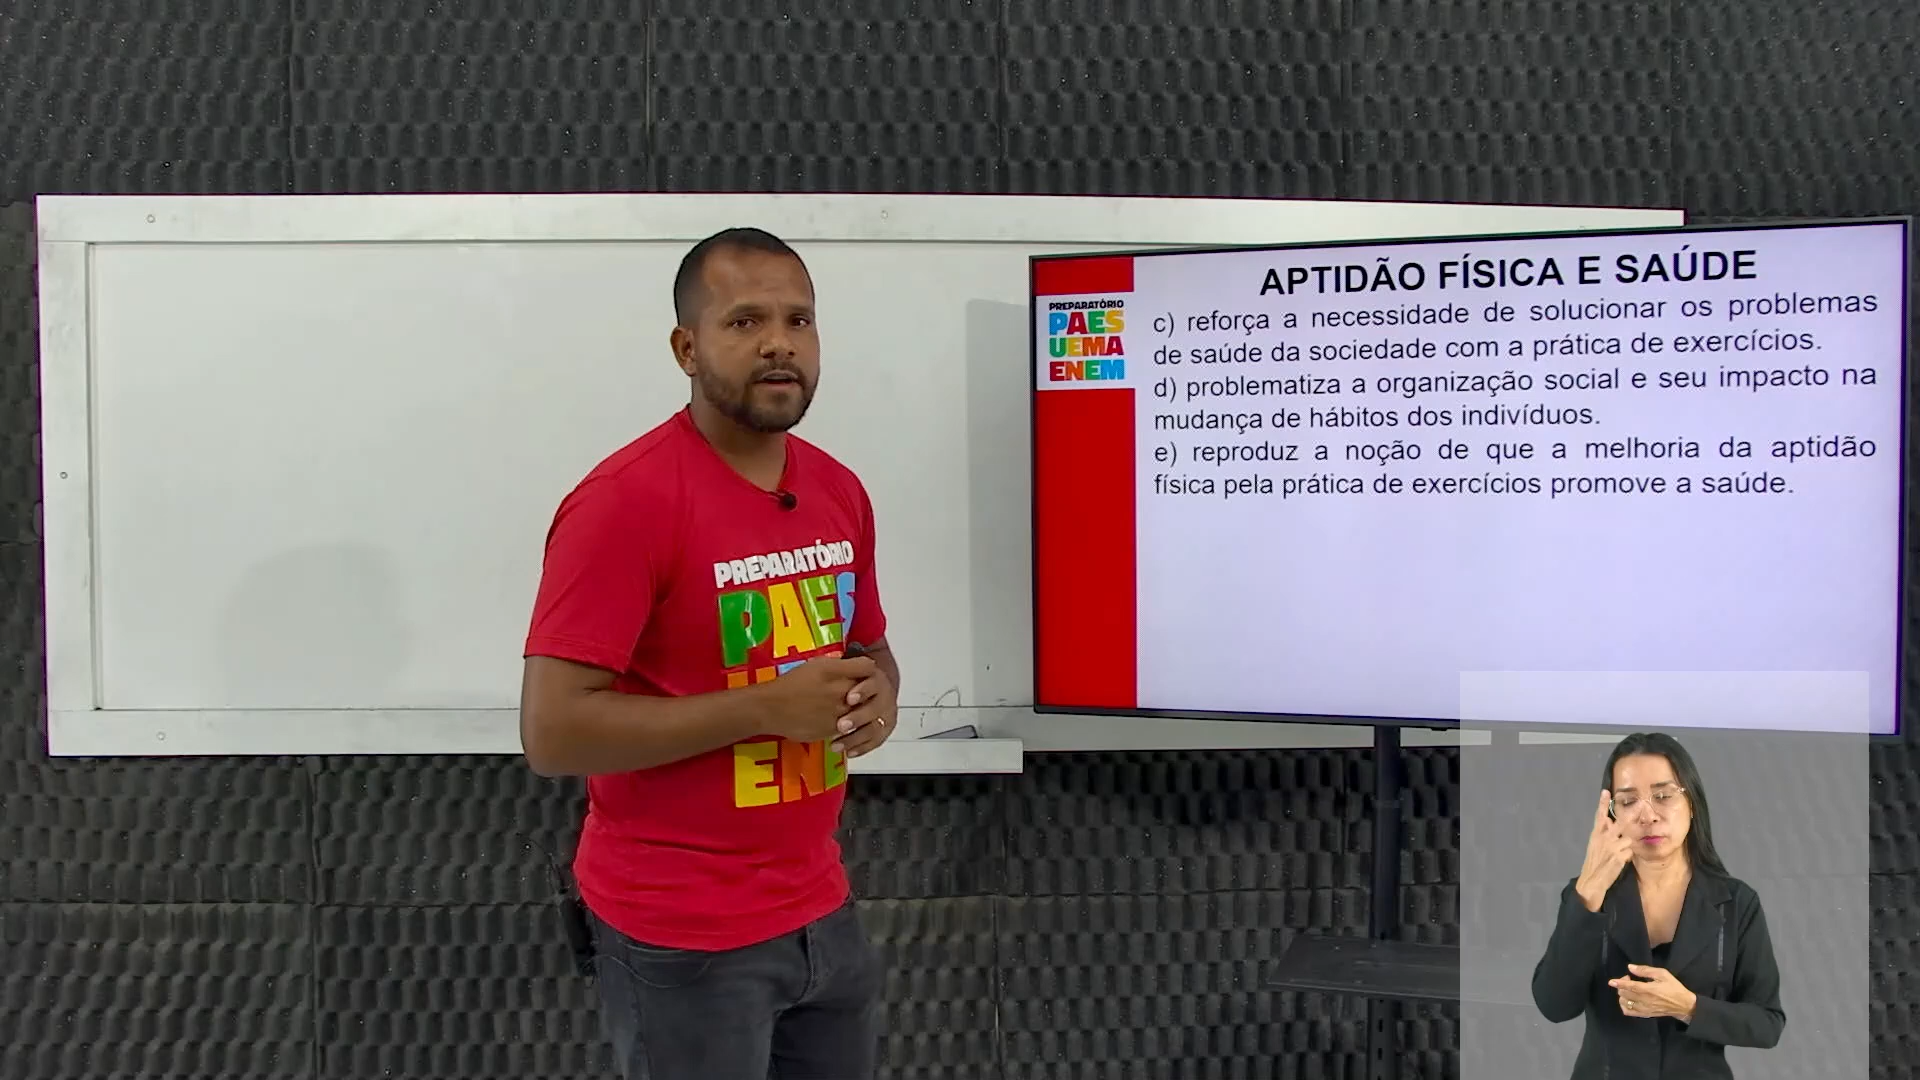 APTIDÃO FÍSICA E SAÚDE
PREPARATÓRIO
PAES
UEMA
ENEM
c) reforça a necessidade de solucionar os problemas
de saúde da sociedade com a prática de exercícios.
d) problematiza a organização social e seu impacto na
mudança de hábitos dos indivíduos.
e) reproduz a noção de que a melhoria da aptidão
física pela prática de exercícios promove a saúde.
PREPARATÓRIO
PAES
ENE